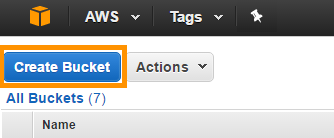 AWS Tags
Create Bucket Actions
All Buckets (7)
Name